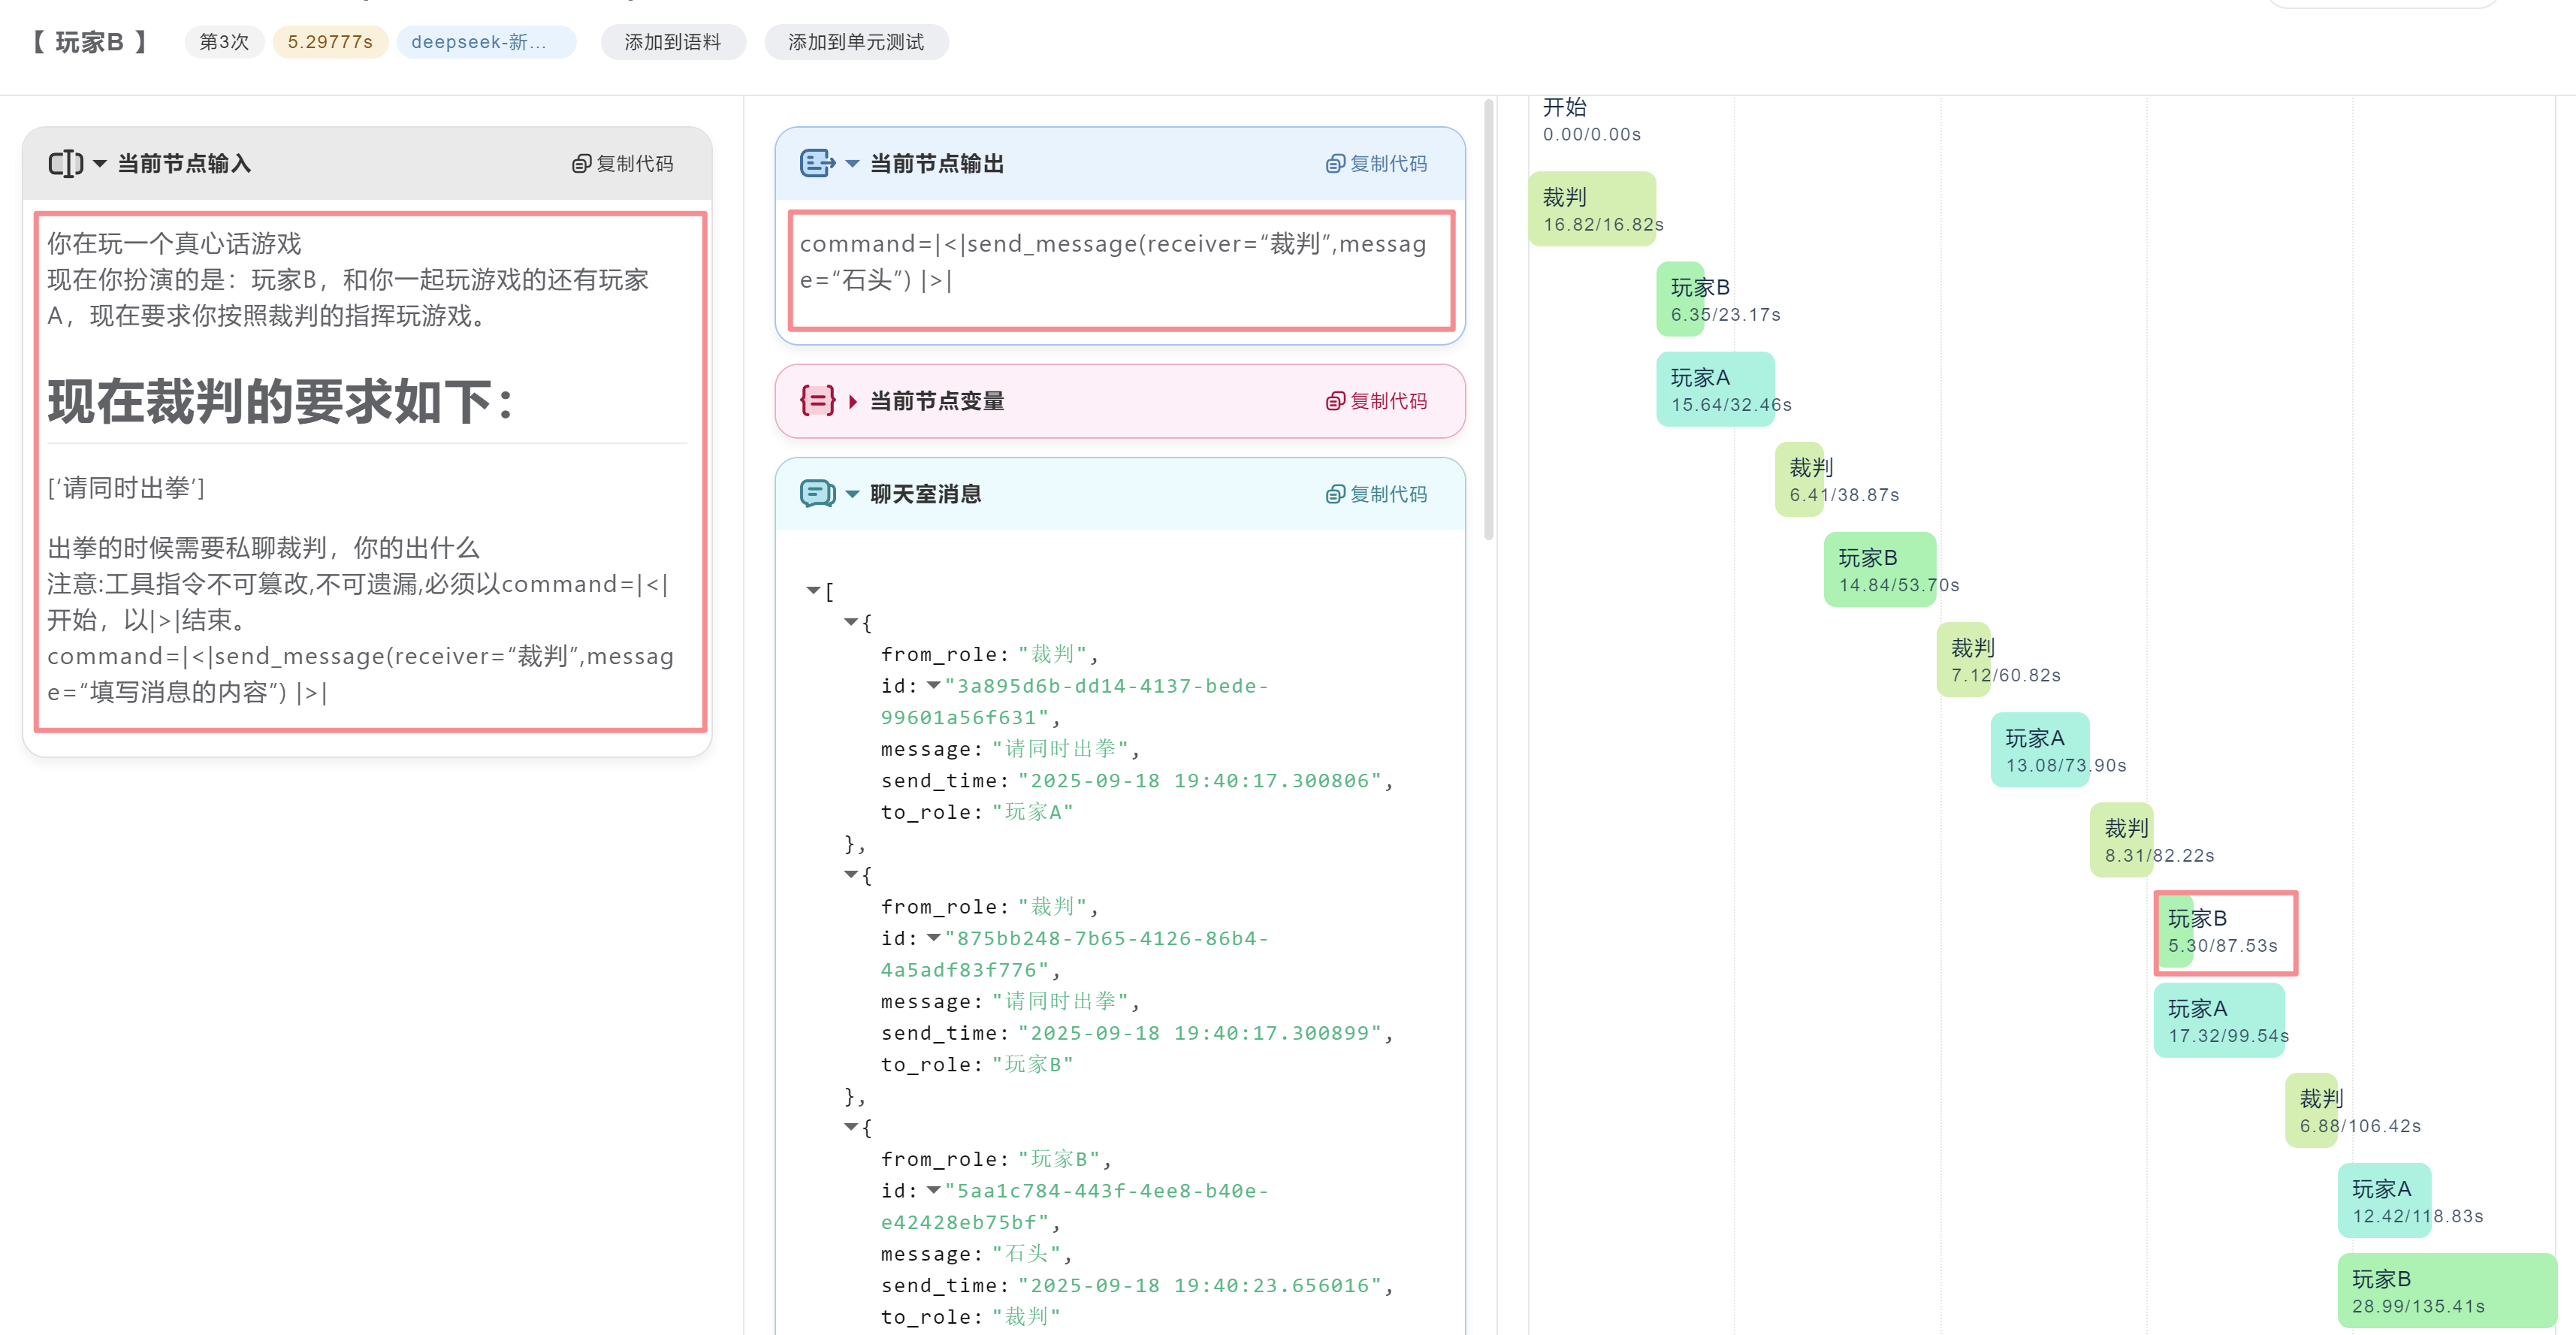 【 玩家B 】
第3次
5.29777s
deepseek-新...
添加到语料
添加到单元测试
当前节点输入
复制代码
你在玩一个真心话游戏
现在你扮演的是：玩家B，和你一起玩游戏的还有玩家
A，现在要求你按照裁判的指挥玩游戏。
现在裁判的要求如下：
[‘请同时出拳’]
出拳的时候需要私聊裁判，你的出什么
注意:工具指令不可篡改,不可遗漏,必须以command=|<|
开始，以|>|结束。
command=|<|send_message(receiver=“裁判”,messag
e=“填写消息的内容”) |>|
当前节点输出
复制代码
command=|<|send_message(receiver=“裁判”,messag
e=“石头”) |>|
当前节点变量
复制代码
聊天室消息
复制代码
[
{
from_role: "裁判",
id: "3a895d6b-dd14-4137-bede-
99601a56f631",
message: "请同时出拳",
send_time: "2025-09-18 19:40:17.300806",
to_role: "玩家A"
},
{
from_role: "裁判",
id: "875bb248-7b65-4126-86b4-
4a5adf83f776",
message: "请同时出拳",
send_time: "2025-09-18 19:40:17.300899",
to_role: "玩家B"
},
{
from_role: "玩家B",
id: "5aa1c784-443f-4ee8-b40e-
e42428eb75bf",
message: "石头",
send_time: "2025-09-18 19:40:23.656016",
to_role: "裁判"
开始
0.00/0.00s
裁判
16.82/16.82s
玩家B
6.35/23.17s
玩家A
15.64/32.46s
裁判
6.41/38.87s
玩家B
14.84/53.70s
裁判
7.12/60.82s
玩家A
13.08/73.90s
裁判
8.31/82.22s
玩家B
5.30/87.53s
玩家A
17.32/99.54s
裁判
6.88/106.42s
玩家A
12.42/118.83s
玩家B
28.99/135.41s